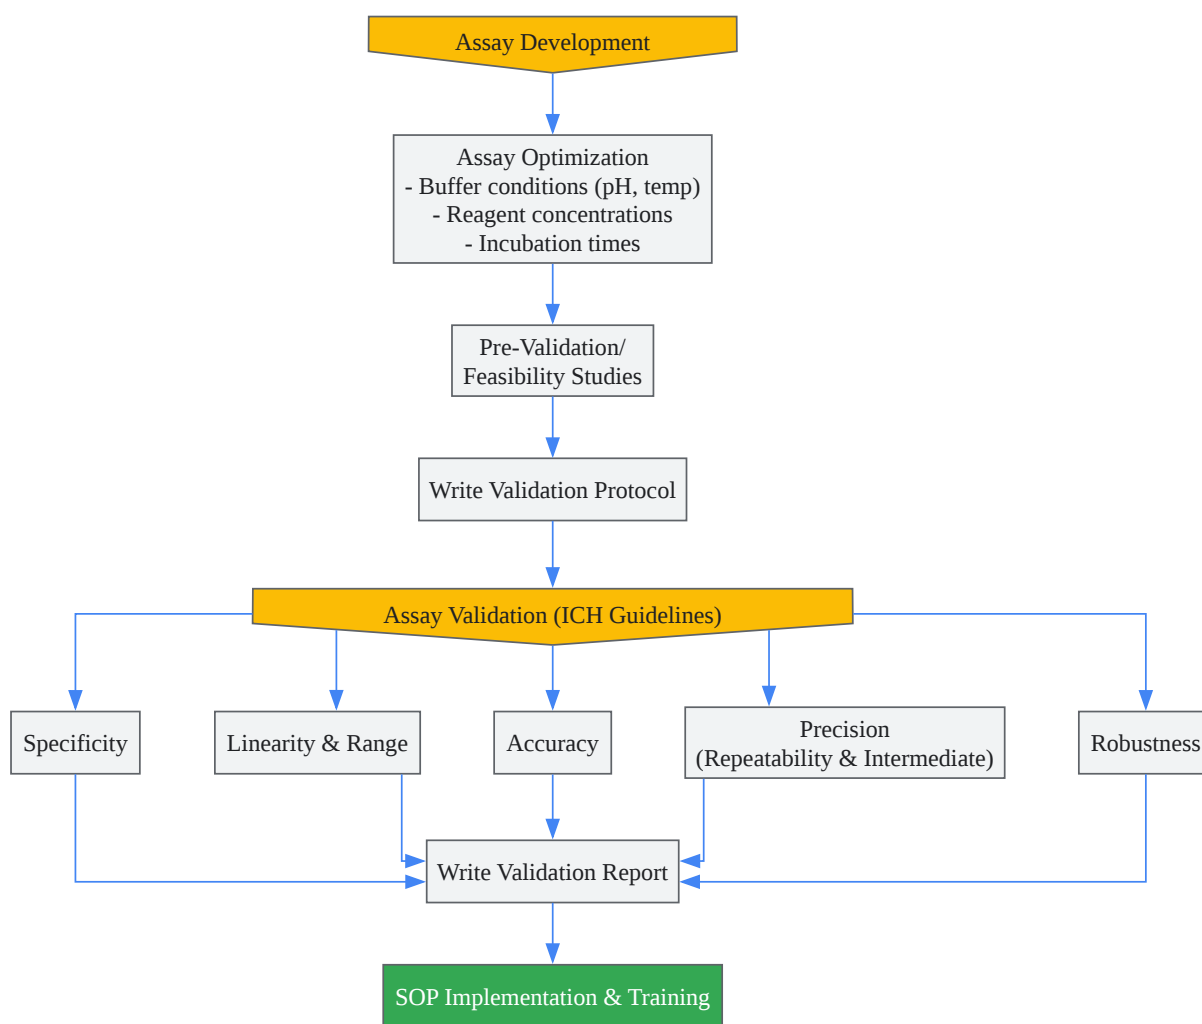 Assay Development
Assay Optimization
- Buffer conditions (pH, temp)
- Reagent concentrations
- Incubation times
Pre-Validation/
Feasibility Studies
Write Validation Protocol
Assay Validation (ICH Guidelines)
Specificity
Linearity & Range
Accuracy
Precision
(Repeatability & Intermediate)
Robustness
Write Validation Report
SOP Implementation & Training